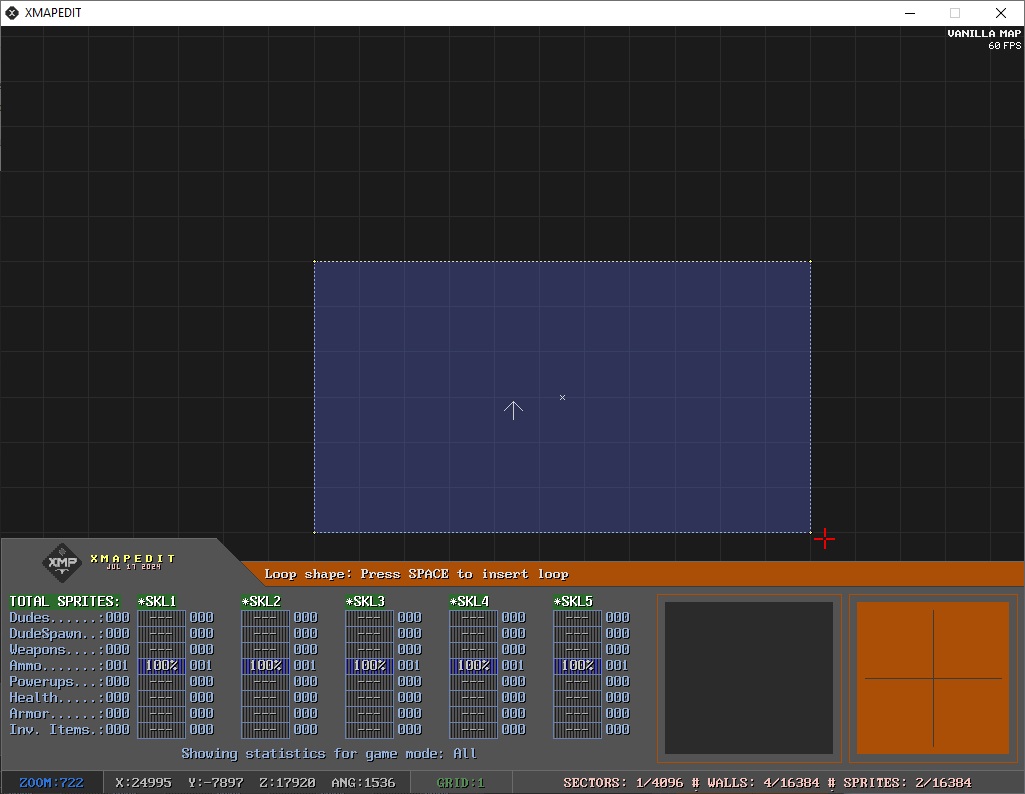 XMAPEDIT
VANILLA MAP
60 FPS
XMP
XMAPEDIT
JUL 17 2024
Loop shape: Press SPACE to insert loop
TOTAL SPRITES: *SKL1 *SKL2 *SKL3 *SKL4 *SKL5
Dudes......:000 --- 000 --- 000 --- 000 --- 000 --- 000
DudeSpawn..:000 --- 000 --- 000 --- 000 --- 000 --- 000
Weapons....:000 --- 000 --- 000 --- 000 --- 000 --- 000
Ammo.......:001 100% 001 100% 001 100% 001 100% 001 100% 001
Powerups...:000 --- 000 --- 000 --- 000 --- 000 --- 000
Health.....:000 --- 000 --- 000 --- 000 --- 000 --- 000
Armor......:000 --- 000 --- 000 --- 000 --- 000 --- 000
Inv. Items.:000 --- 000 --- 000 --- 000 --- 000 --- 000
Showing statistics for game mode: All
ZOOM:722 X:24995 Y:-7897 Z:17920 ANG:1536 GRID:1 SECTORS: 1/4096 # WALLS: 4/16384 # SPRITES: 2/16384